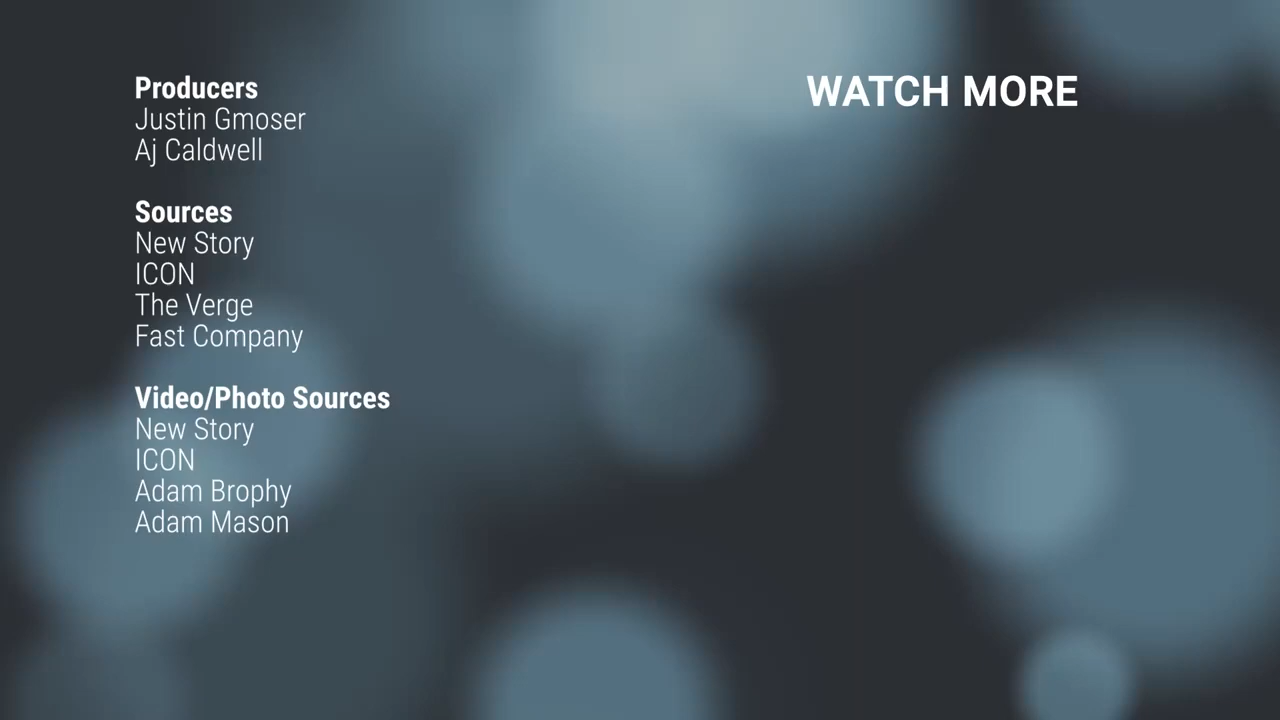 Producers
Justin Gmoser
Aj Caldwell
Sources
New Story
ICON
The Verge
Fast Company
Video/Photo Sources
New Story
ICON
Adam Brophy
Adam Mason
WATCH MORE